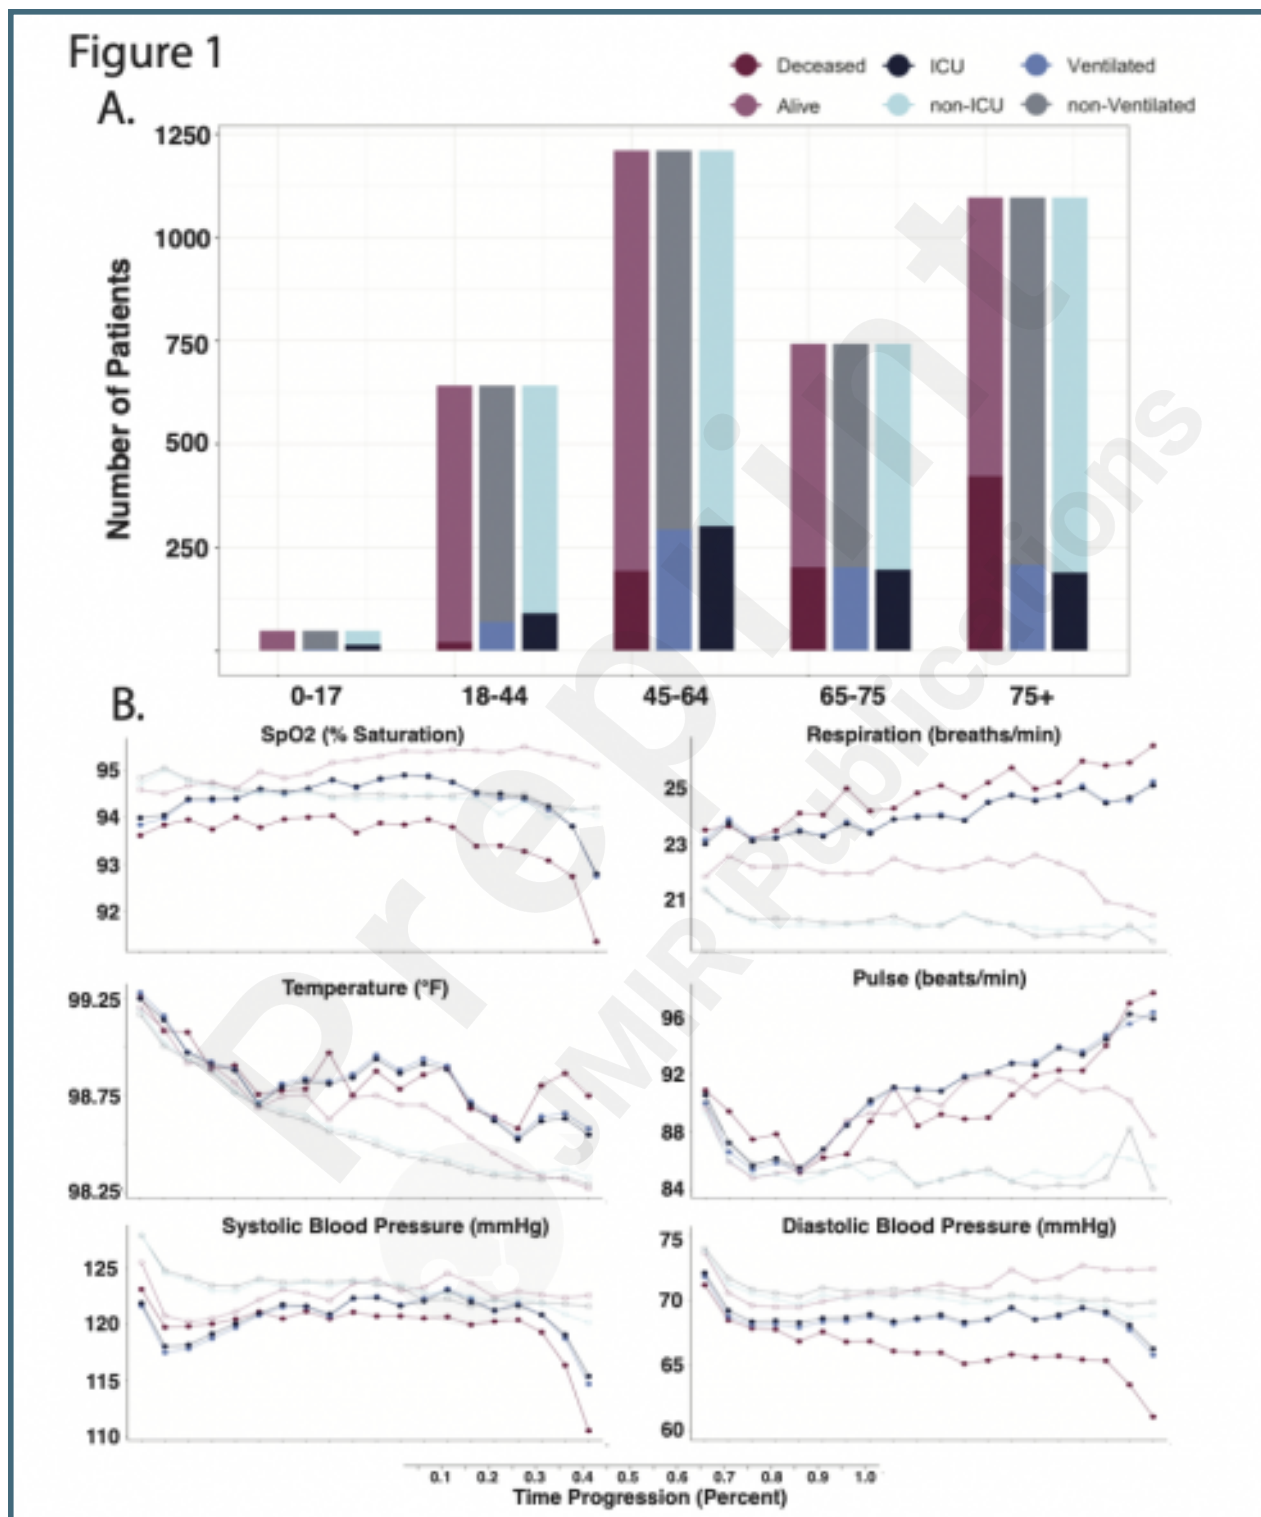 Figure 1
Deceased ICU Ventilated
Alive non-ICU non-Ventilated
A.
1250
1000
750
500
250
Number of Patients
0-17 18-44 45-64 65-75 75+
B.
SpO2 (% Saturation)
95
94
93
92
Respiration (breaths/min)
25
23
21
Temperature (°F)
99.25
98.75
98.25
Pulse (beats/min)
96
92
88
84
Systolic Blood Pressure (mmHg)
125
120
115
110
Diastolic Blood Pressure (mmHg)
75
70
65
60
0.1 0.2 0.3 0.4 0.5 0.6 0.7 0.8 0.9 1.0
Time Progression (Percent)
Preprint
JMIR Publications